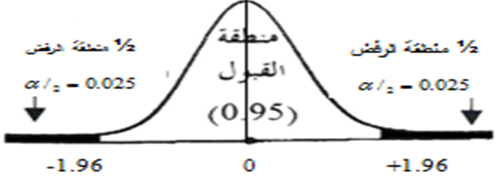 ½ منطقة الرفض
α/₂ = 0.025
منطقة
القبول
(0.95)
½ منطقة الرفض
α/₂ = 0.025
-1.96
0
+1.96